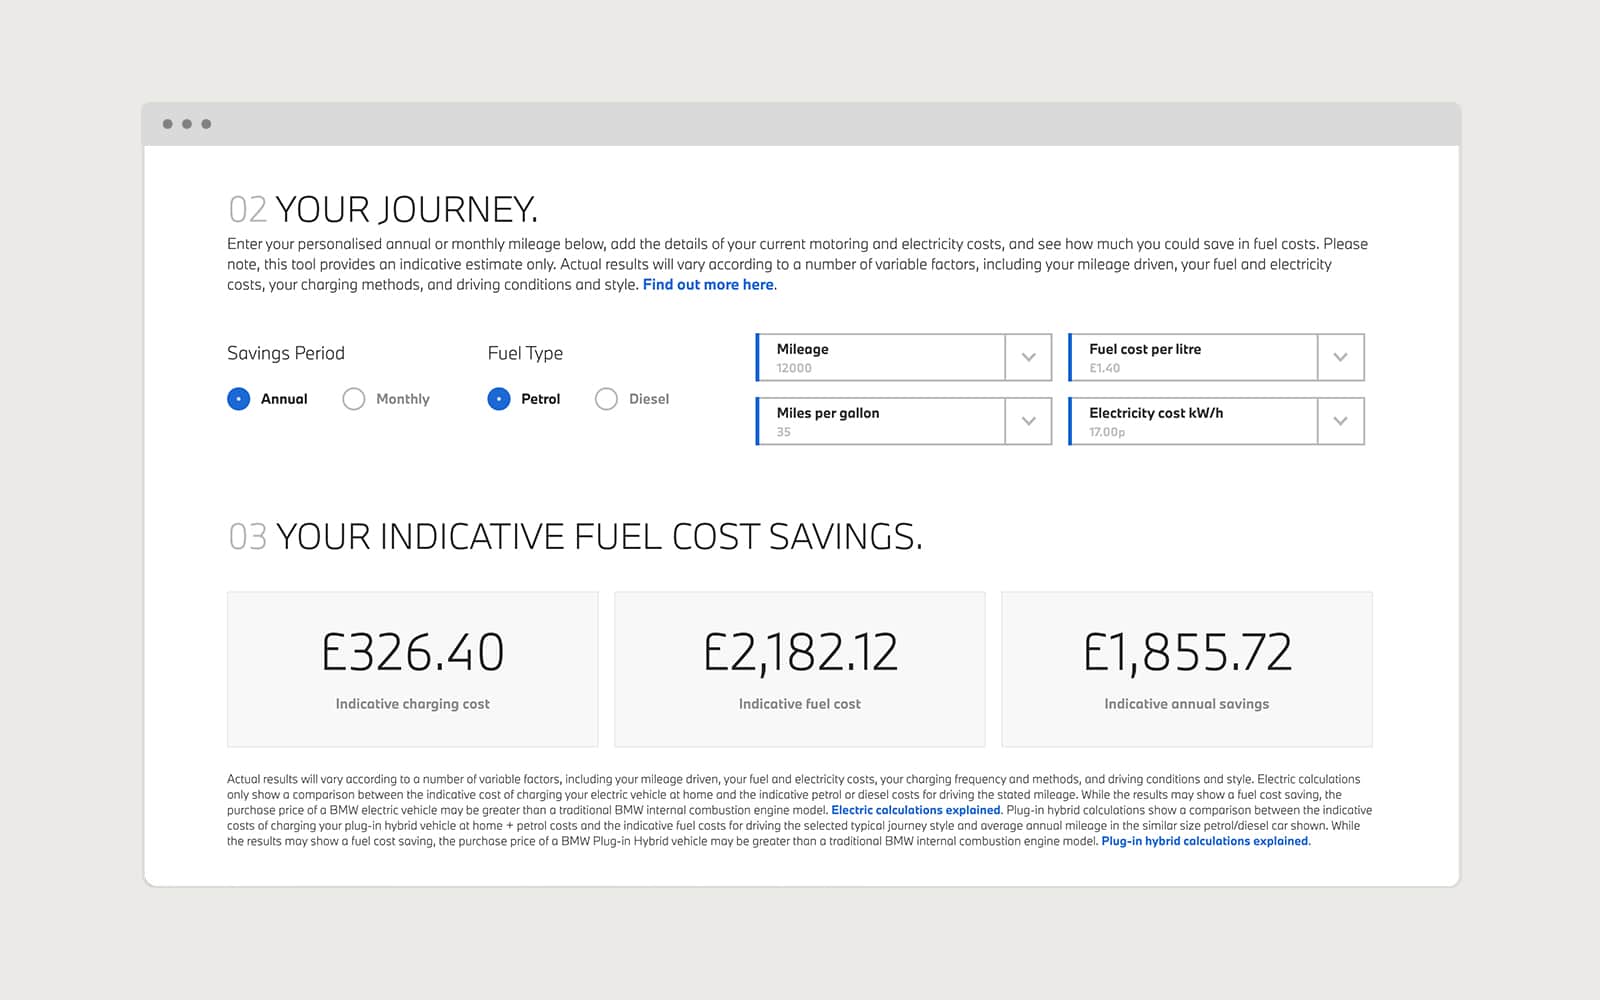 02 YOUR JOURNEY.
Enter your personalised annual or monthly mileage below, add the details of your current motoring and electricity costs, and see how much you could save in fuel costs. Please
note, this tool provides an indicative estimate only. Actual results will vary according to a number of variable factors, including your mileage driven, your fuel and electricity
costs, your charging methods, and driving conditions and style. Find out more here.
Savings Period
Annual
Monthly
Fuel Type
Petrol
Diesel
Mileage
12000
Fuel cost per litre
£1.40
Miles per gallon
35
Electricity cost kW/h
17.00p
03 YOUR INDICATIVE FUEL COST SAVINGS.
£326.40
Indicative charging cost
£2,182.12
Indicative fuel cost
£1,855.72
Indicative annual savings
Actual results will vary according to a number of variable factors, including your mileage driven, your fuel and electricity costs, your charging frequency and methods, and driving conditions and style. Electric calculations
only show a comparison between the indicative cost of charging your electric vehicle at home and the indicative petrol or diesel costs for driving the stated mileage. While the results may show a fuel cost saving, the
purchase price of a BMW electric vehicle may be greater than a traditional BMW internal combustion engine model. Electric calculations explained. Plug-in hybrid calculations show a comparison between the indicative
costs of charging your plug-in hybrid vehicle at home + petrol costs and the indicative fuel costs for driving the selected typical journey style and average annual mileage in the similar size petrol/diesel car shown. While
the results may show a fuel cost saving, the purchase price of a BMW Plug-in Hybrid vehicle may be greater than a traditional BMW internal combustion engine model. Plug-in hybrid calculations explained.